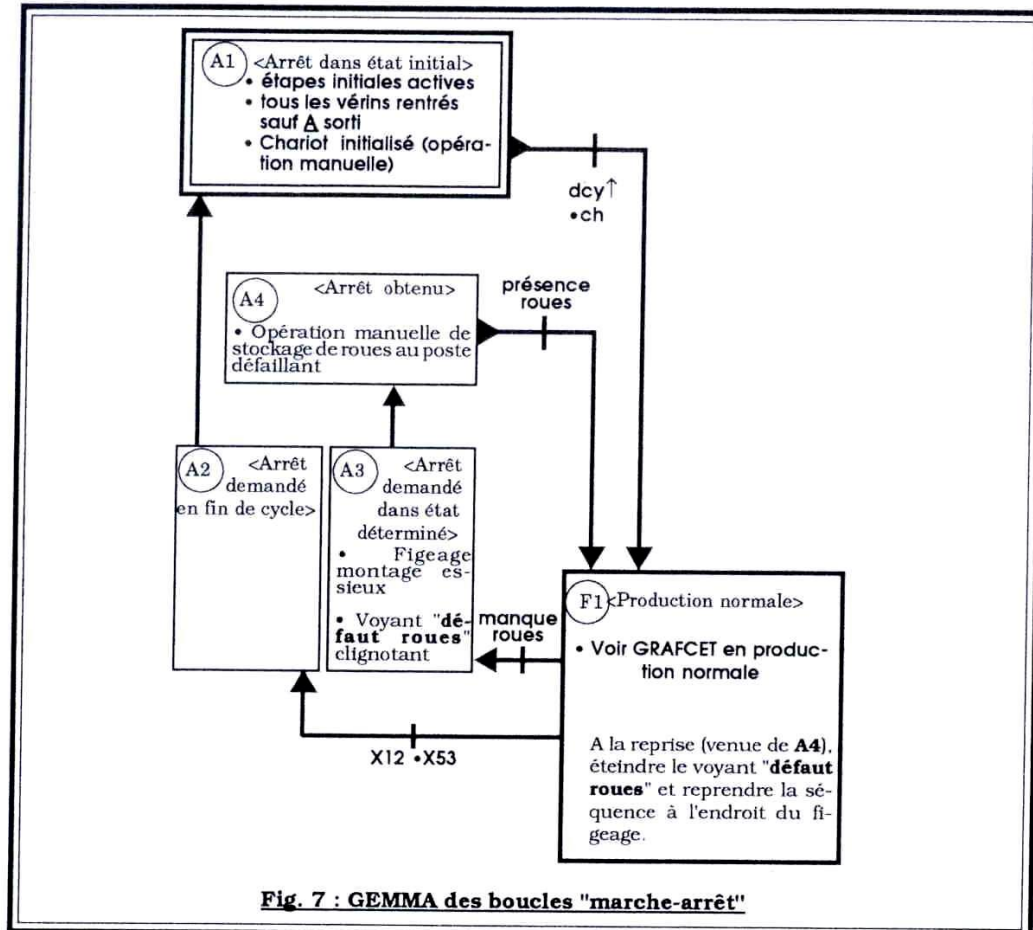 A1 <Arrêt dans état initial>
• étapes initiales actives
• tous les vérins rentrés
sauf A sorti
• Chariot initialisé (opéra-
tion manuelle)
dcy↑
•ch
A4 <Arrêt obtenu>
• Opération manuelle de
stockage de roues au poste
défaillant
présence
roues
A2 <Arrêt
demandé
en fin de cycle>
A3 <Arrêt
demandé
dans état
déterminé>
• Figeage
montage es-
sieux
• Voyant "dé-
faut roues"
clignotant
manque
roues
F1 <Production normale>
• Voir GRAFCET en produc-
tion normale
A la reprise (venue de A4),
éteindre le voyant "défaut
roues" et reprendre la sé-
quence à l'endroit du fi-
geage.
X12 •X53
Fig. 7 : GEMMA des boucles "marche-arrêt"